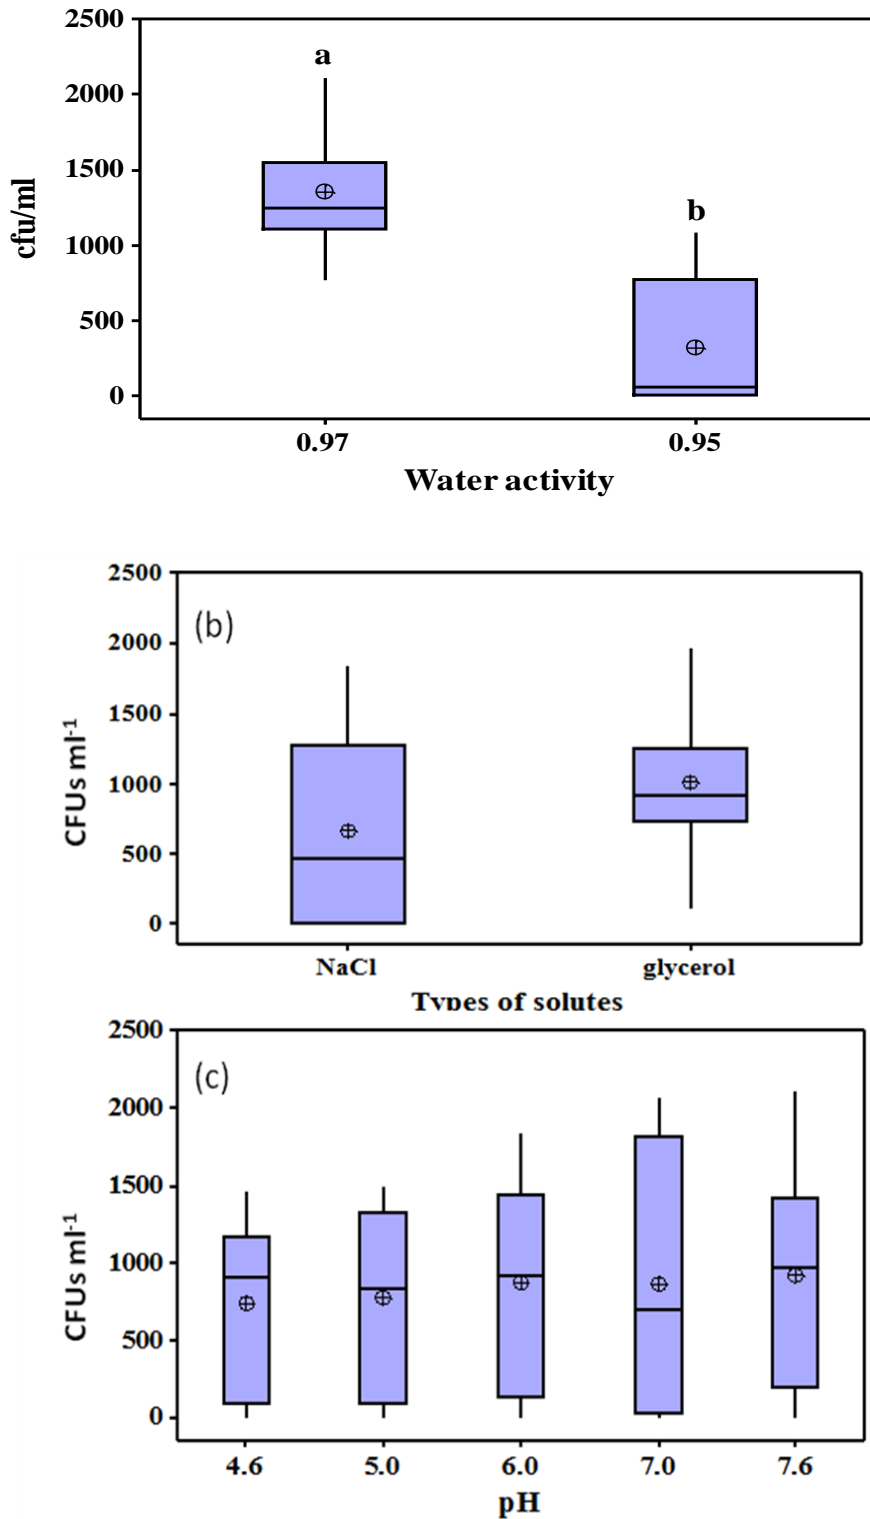 2500
a
2000
1500
b
1000
500
0
cfu/ml
0.97 0.95
Water activity
2500
(b)
2000
1500
1000
500
0
CFUs ml-1
NaCl glycerol
Types of solutes
2500
(c)
2000
1500
1000
500
0
CFUs ml-1
4.6 5.0 6.0 7.0 7.6
pH